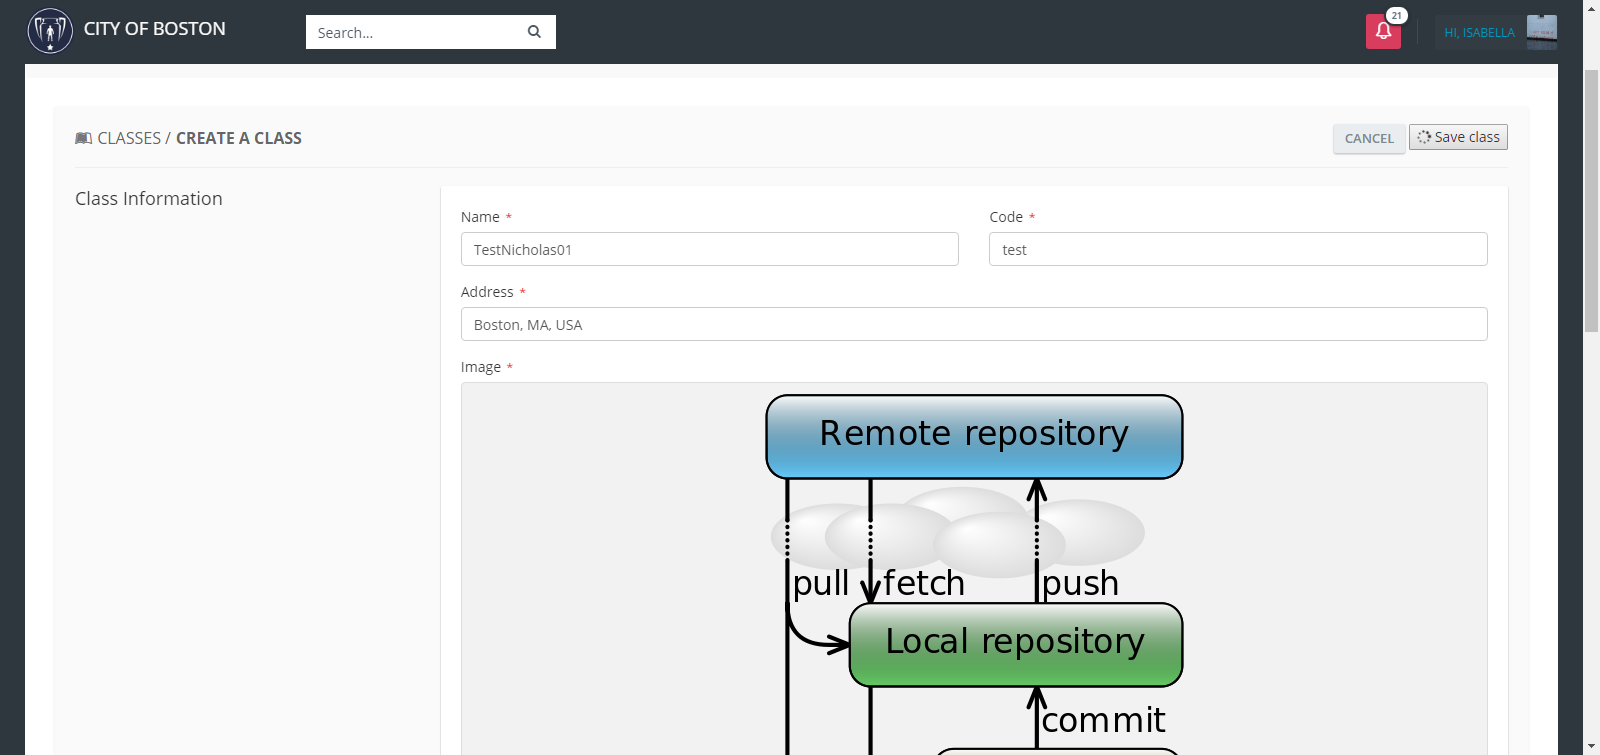 CITY OF BOSTON
Search...
21
HI, ISABELLA
CLASSES / CREATE A CLASS
CANCEL
Save class
Class Information
Name *
Code *
TestNicholas01
test
Address *
Boston, MA, USA
Image *
Remote repository
pull
fetch
push
Local repository
commit